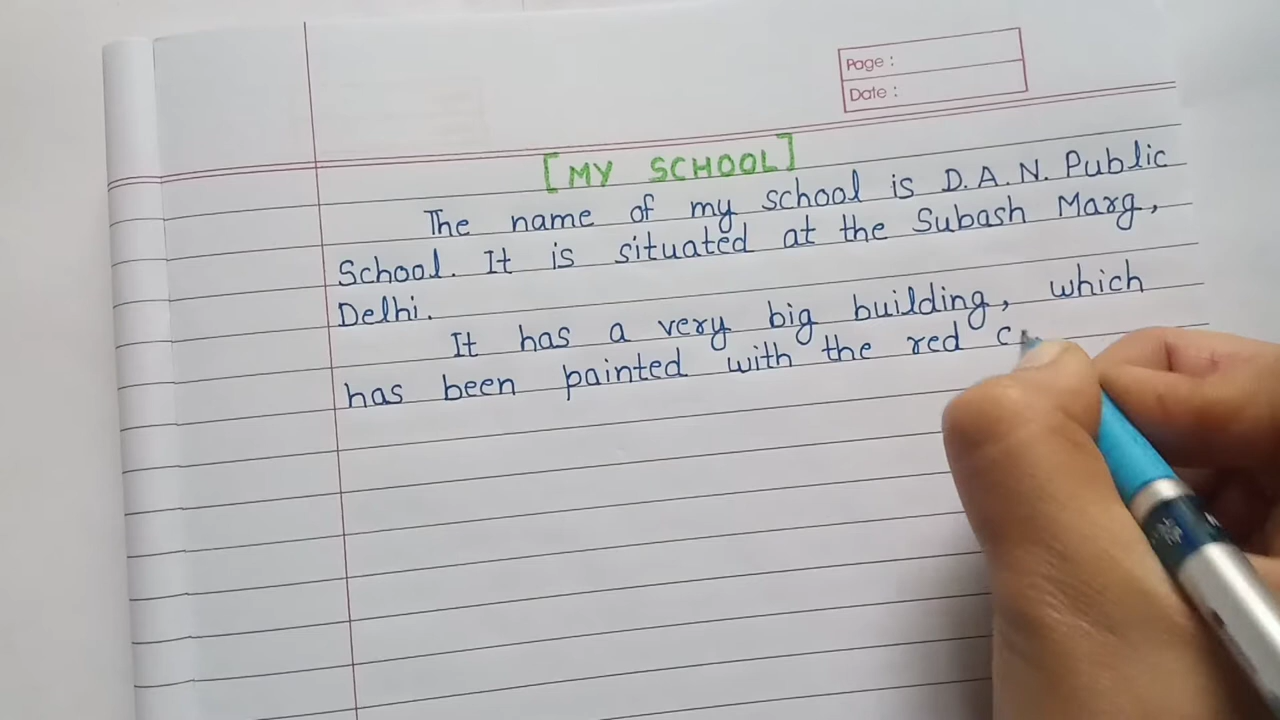 Page :
Date :
[MY SCHOOL]
The name of my school is D.A.N. Public
School. It is situated at the Subash Marg,
Delhi.
It has a very big building, which
has been painted with the red